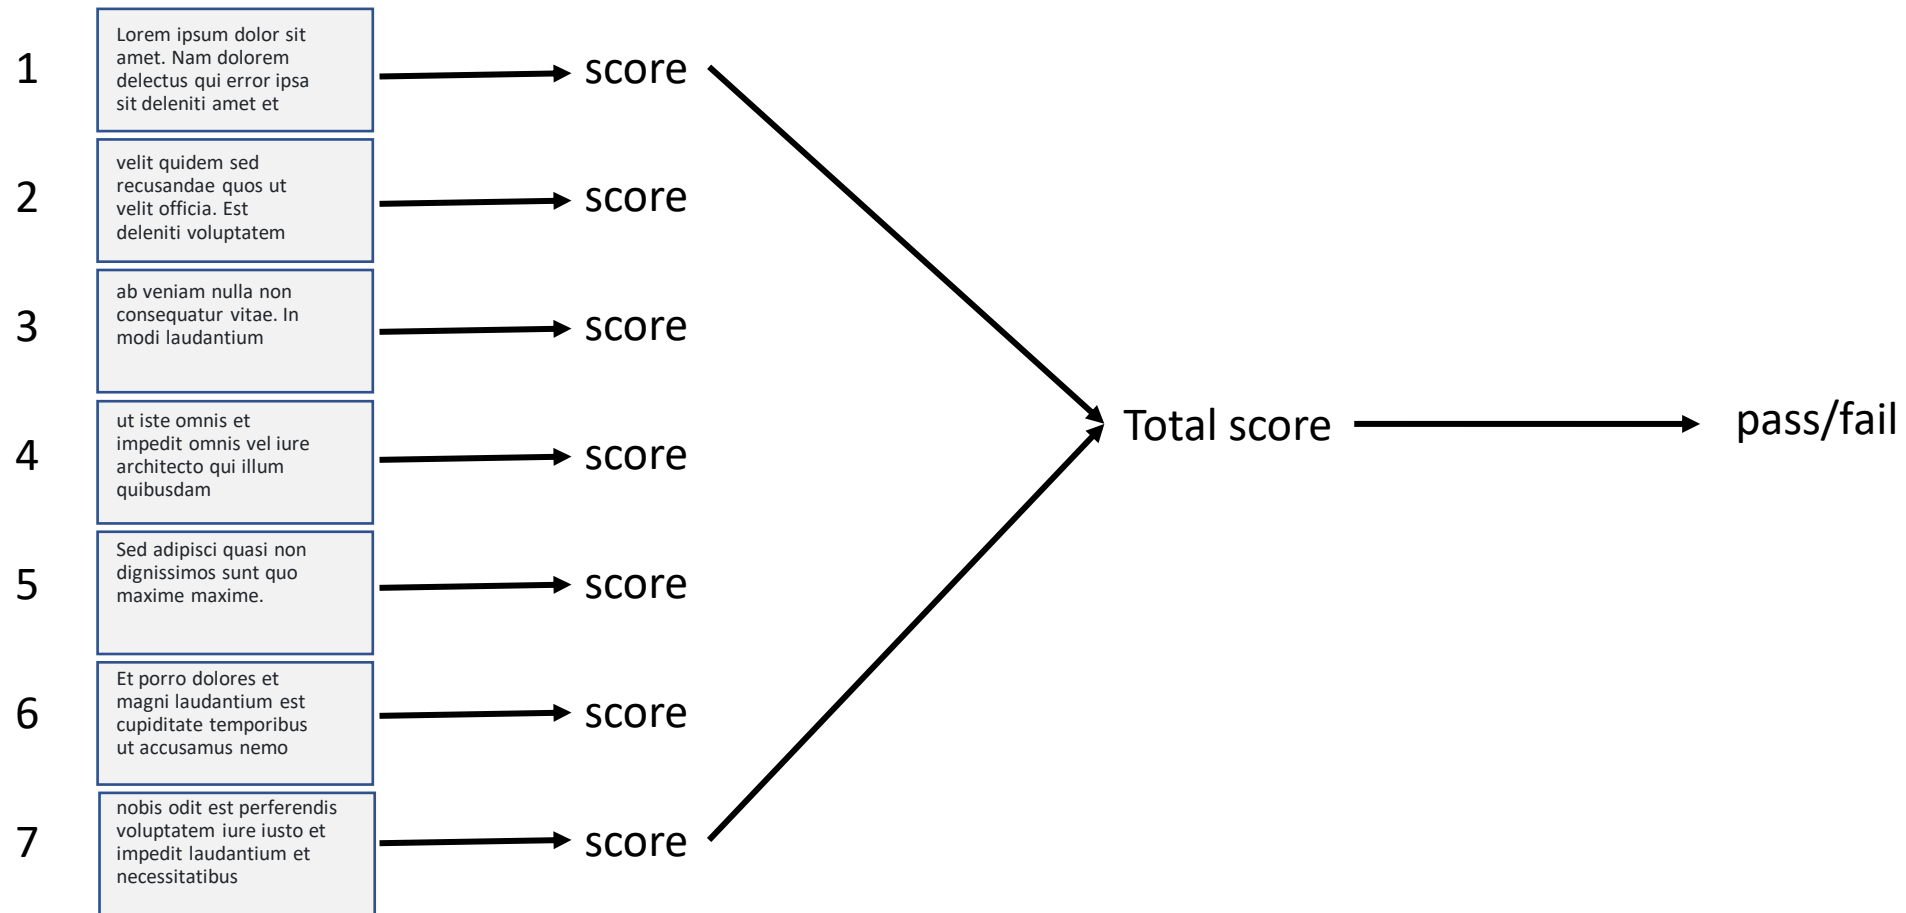 1
Lorem ipsum dolor sit
amet. Nam dolorem
delectus qui error ipsa
sit deleniti amet et
score
2
velit quidem sed
recusandae quos ut
velit officia. Est
deleniti voluptatem
score
3
ab veniam nulla non
consequatur vitae. In
modi laudantium
score
4
ut iste omnis et
impedit omnis vel iure
architecto qui illum
quibusdam
score
5
Sed adipisci quasi non
dignissimos sunt quo
maxime maxime.
score
6
Et porro dolores et
magni laudantium est
cupiditate temporibus
ut accusamus nemo
score
7
nobis odit est perferendis
voluptatem iure iusto et
impedit laudantium et
necessitatibus
score
Total score
pass/fail